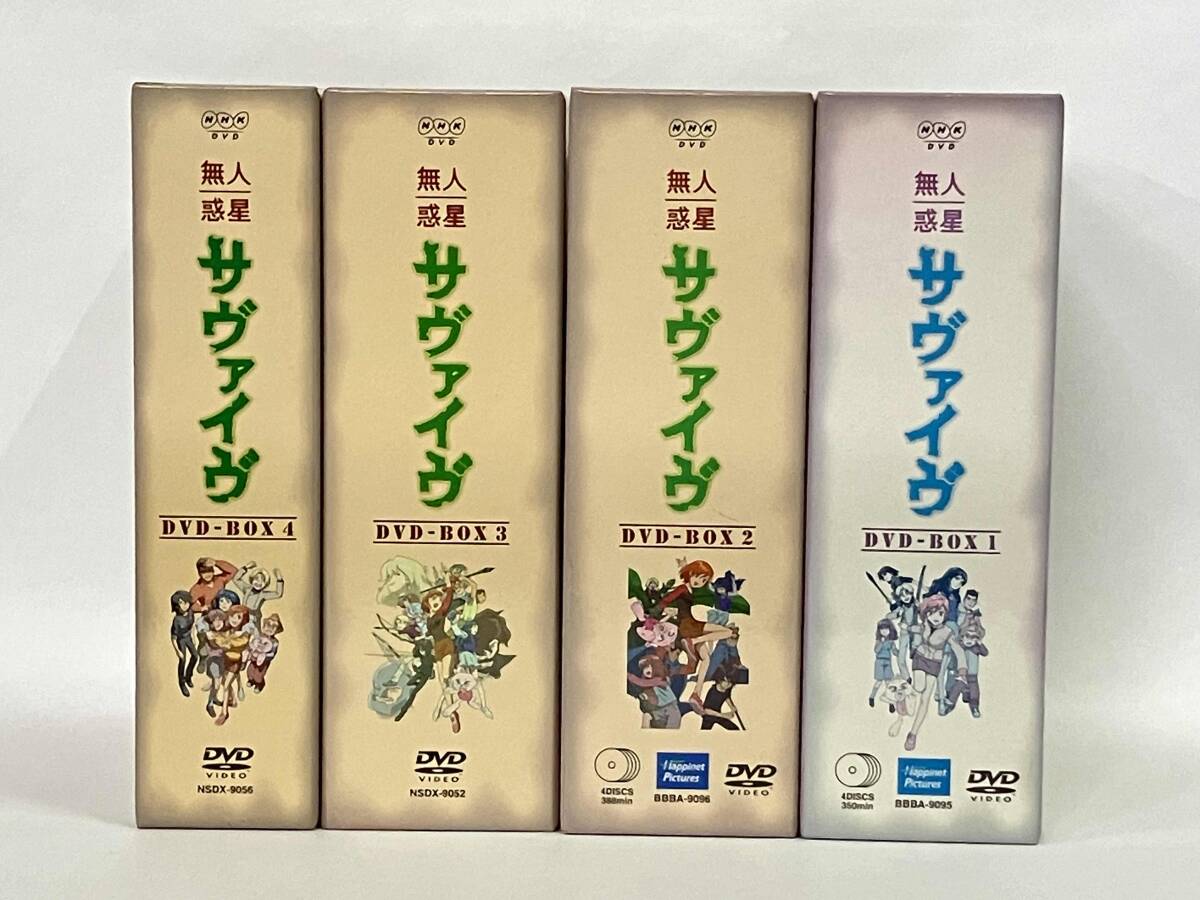 NHK
DVD
無人
惑星
サヴァイヴ
DVD-BOX 4
DVD
VIDEO
NSDX-9056
NHK
DVD
無人
惑星
サヴァイヴ
DVD-BOX 3
DVD
VIDEO
NSDX-9052
NHK
DVD
無人
惑星
サヴァイヴ
DVD-BOX 2
4DISCS
388min
Happinet
Pictures
BBBA-9096
DVD
VIDEO
NHK
DVD
無人
惑星
サヴァイヴ
DVD-BOX 1
4DISCS
350min
Happinet
Pictures
BBBA-9095
DVD
VIDEO